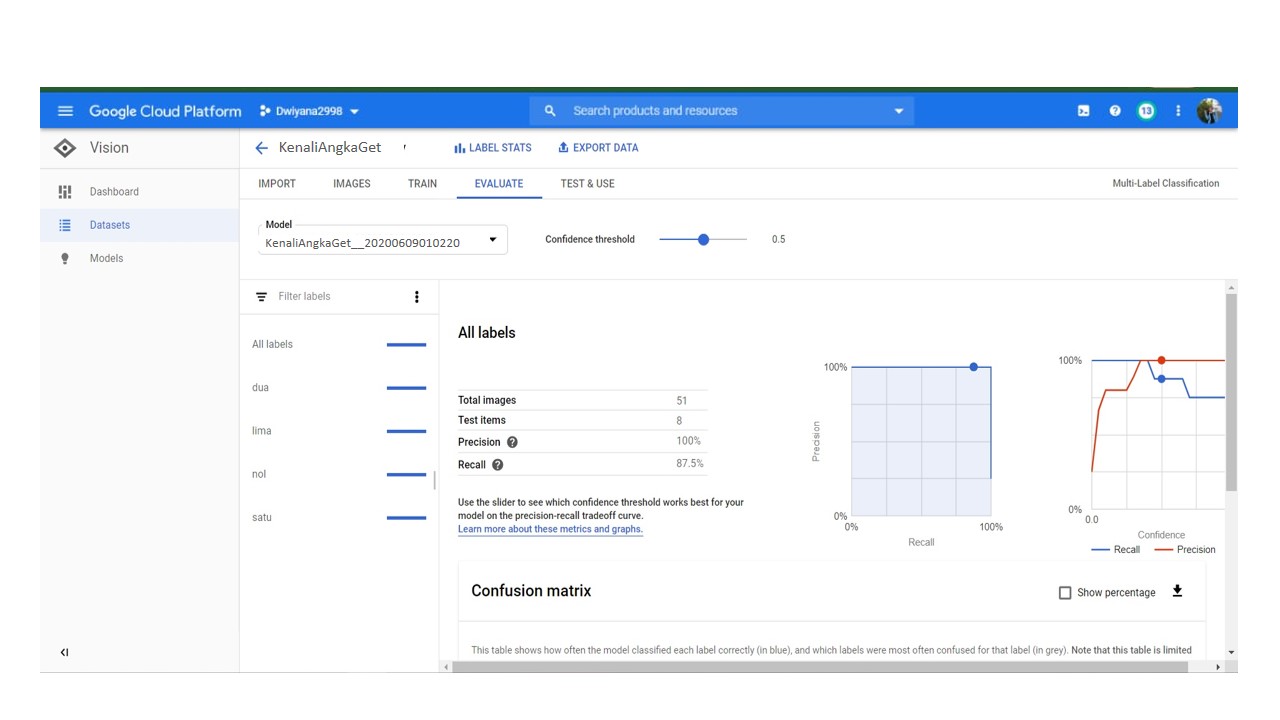 Google Cloud Platform Dwiyana2998 Search products and resources 13
Vision KenaliAngkaGet LABEL STATS EXPORT DATA
IMPORT IMAGES TRAIN EVALUATE TEST & USE Multi-Label Classification
Dashboard
Datasets
Models
Model
KenaliAngkaGet__20200609010220 Confidence threshold 0.5
Filter labels
All labels
dua
lima
nol
satu
All labels
Total images 51
Test items 8
Precision ? 100%
Recall ? 87.5%
Use the slider to see which confidence threshold works best for your
model on the precision-recall tradeoff curve.
Learn more about these metrics and graphs.
100%
Precision
0%
0% 100%
Recall
100%
0%
0.0
Confidence
Recall Precision
Confusion matrix Show percentage
This table shows how often the model classified each label correctly (in blue), and which labels were most often confused for that label (in grey). Note that this table is limited